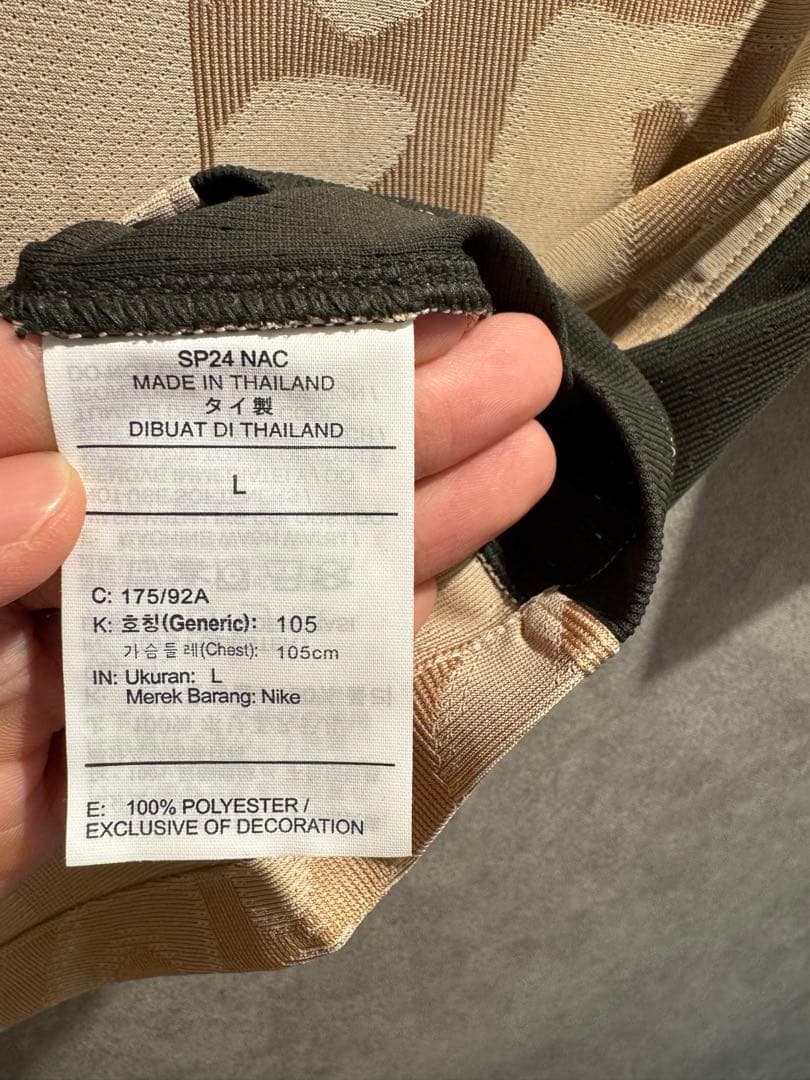 SP24 NAC
MADE IN THAILAND
タイ製
DIBUAT DI THAILAND
L
C: 175/92A
K: 호칭(Generic): 105
가슴둘레(Chest): 105cm
IN: Ukuran: L
Merek Barang: Nike
E: 100% POLYESTER /
EXCLUSIVE OF DECORATION